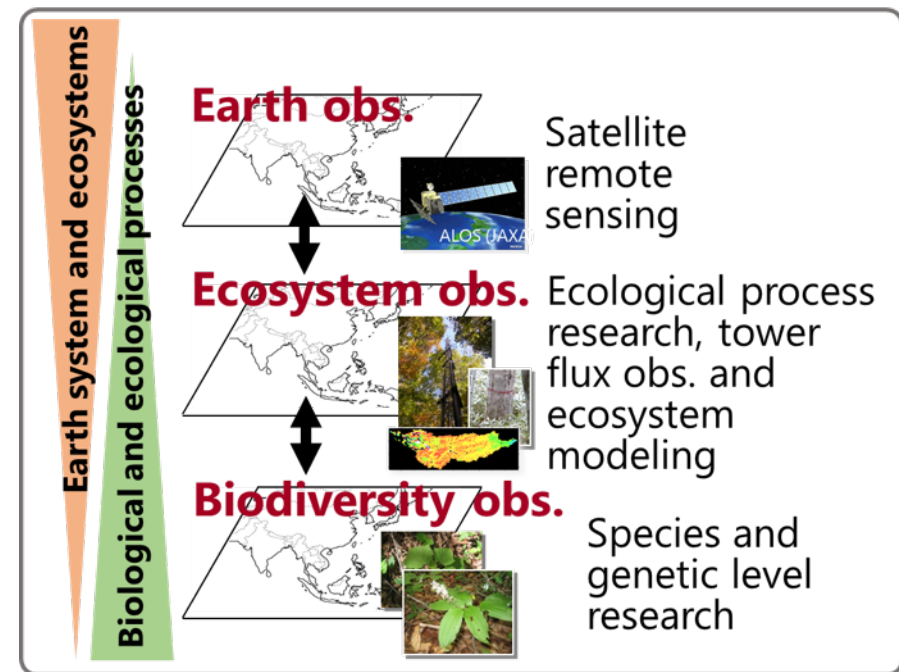 Earth system and ecosystems
Biological and ecological processes
Earth obs.
Satellite
remote
sensing
ALOS (JAXA)
Ecosystem obs.
Ecological process
research, tower
flux obs. and
ecosystem
modeling
Biodiversity obs.
Species and
genetic level
research